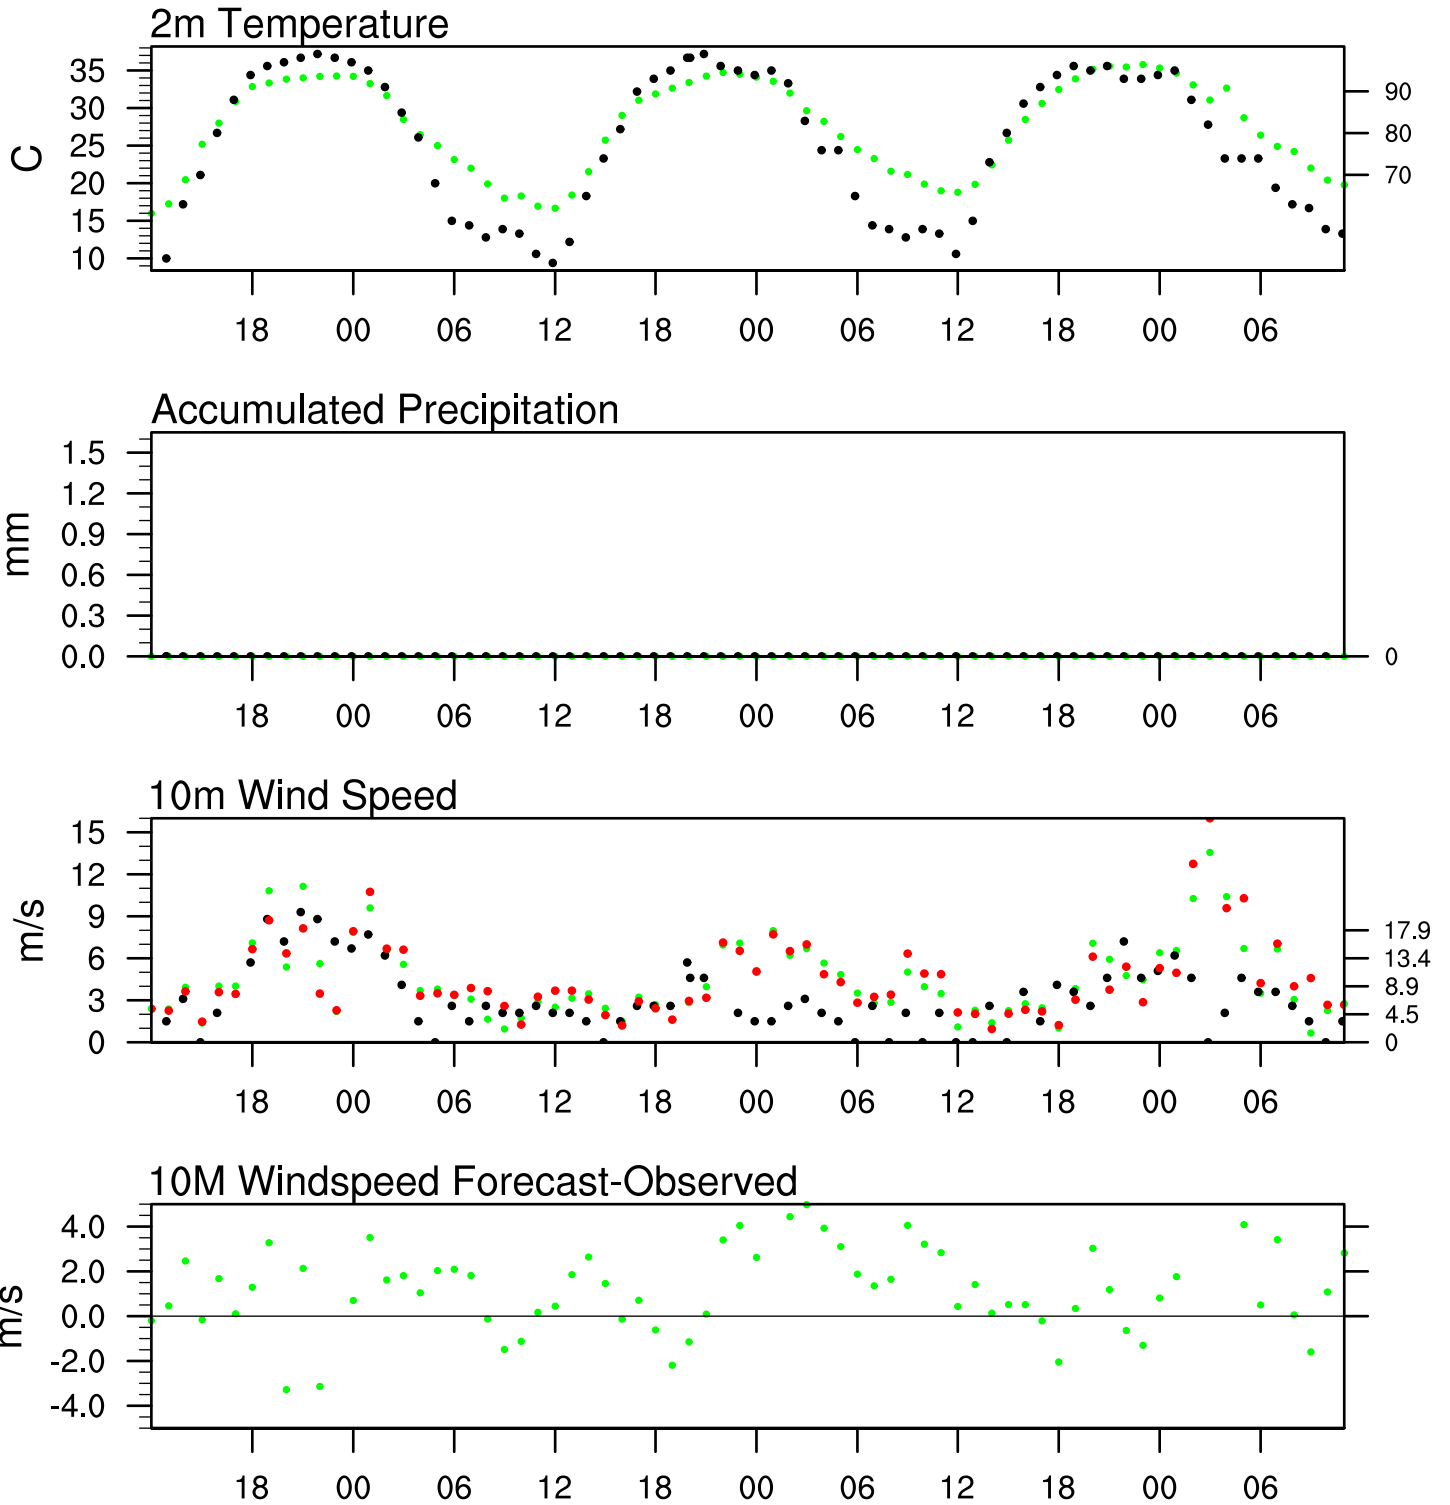 2m Temperature
C
35
30
25
20
15
10
90
80
70
18 00 06 12 18 00 06 12 18 00 06
Accumulated Precipitation
mm
1.5
1.2
0.9
0.6
0.3
0.0
0
18 00 06 12 18 00 06 12 18 00 06
10m Wind Speed
m/s
15
12
9
6
3
0
17.9
13.4
8.9
4.5
0
18 00 06 12 18 00 06 12 18 00 06
10M Windspeed Forecast-Observed
m/s
4.0
2.0
0.0
-2.0
-4.0
18 00 06 12 18 00 06 12 18 00 06